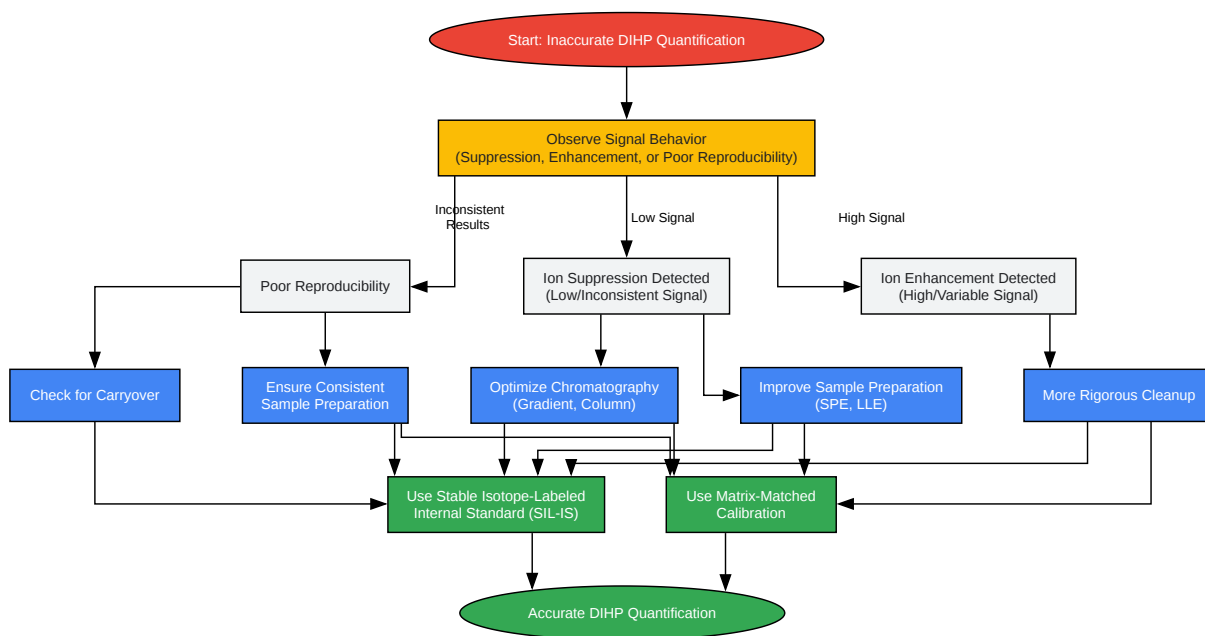 Start: Inaccurate DIHP Quantification
Observe Signal Behavior
(Suppression, Enhancement, or Poor Reproducibility)
Inconsistent
Results
Low Signal
High Signal
Poor Reproducibility
Ion Suppression Detected
(Low/Inconsistent Signal)
Ion Enhancement Detected
(High/Variable Signal)
Check for Carryover
Ensure Consistent
Sample Preparation
Optimize Chromatography
(Gradient, Column)
Improve Sample Preparation
(SPE, LLE)
More Rigorous Cleanup
Use Stable Isotope-Labeled
Internal Standard (SIL-IS)
Use Matrix-Matched
Calibration
Accurate DIHP Quantification